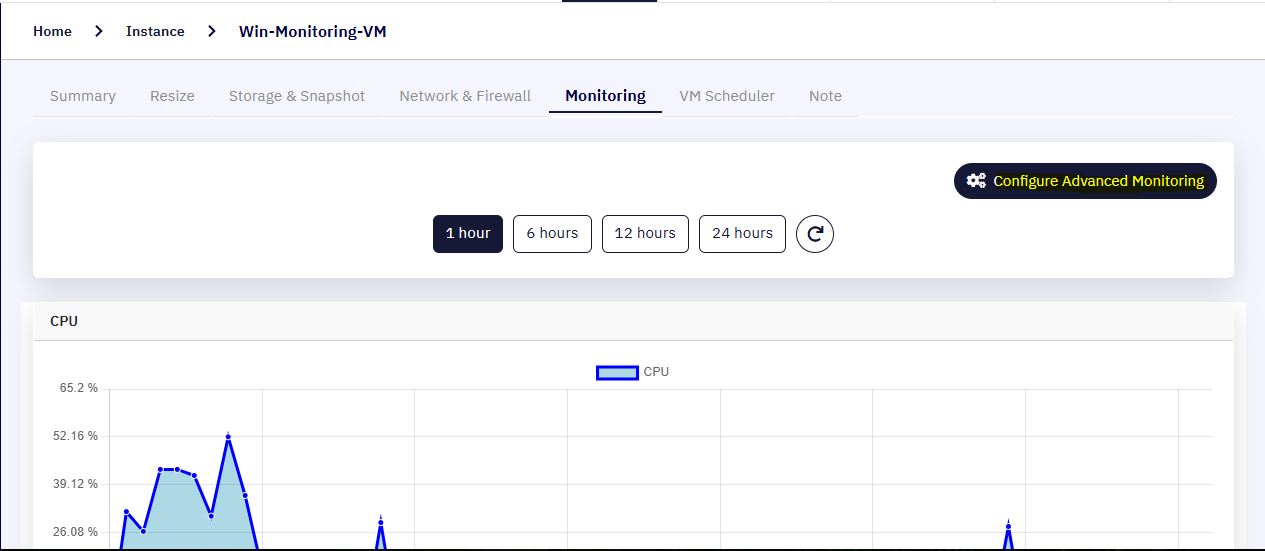 Home > Instance > Win-Monitoring-VM
Summary Resize Storage & Snapshot Network & Firewall Monitoring VM Scheduler Note
Configure Advanced Monitoring
1 hour 6 hours 12 hours 24 hours
CPU
CPU
65.2 %
52.16 %
39.12 %
26.08 %